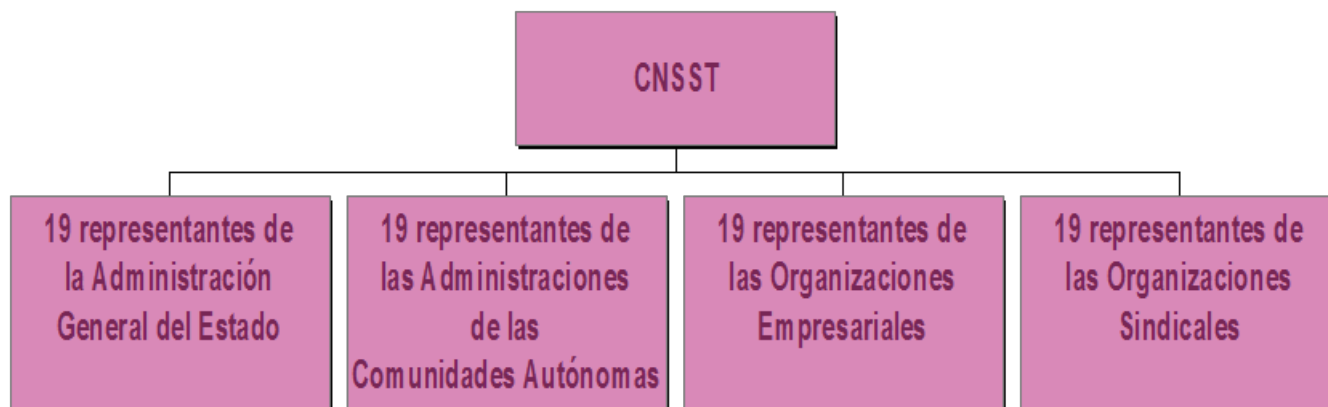 CNSST
19 representantes de
la Administración
General del Estado
19 representantes de
las Administraciones
de las
Comunidades Autónomas
19 representantes de
las Organizaciones
Empresariales
19 representantes de
las Organizaciones
Sindicales